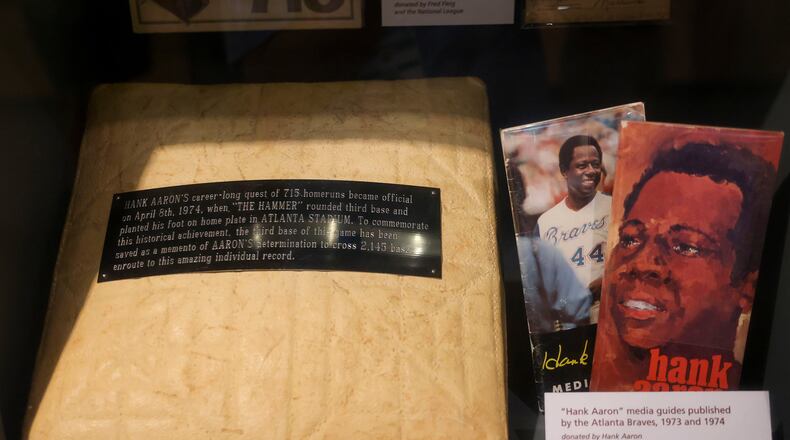 715
donated by Fred Fleig
and the National League
HANK AARON'S career-long quest of 715 homeruns became official
on April 8th, 1974, when "THE HAMMER" rounded third base and
planted his foot on home plate in ATLANTA STADIUM. To commemorate
this historical achievement, the third base of this game has been
saved as a memento of AARON'S determination to cross 2,145 bases
enroute to this amazing individual record.
Braves
44
Hank
MEDI
hank
aaron
"Hank Aaron" media guides published
by the Atlanta Braves, 1973 and 1974
donated by Hank Aaron